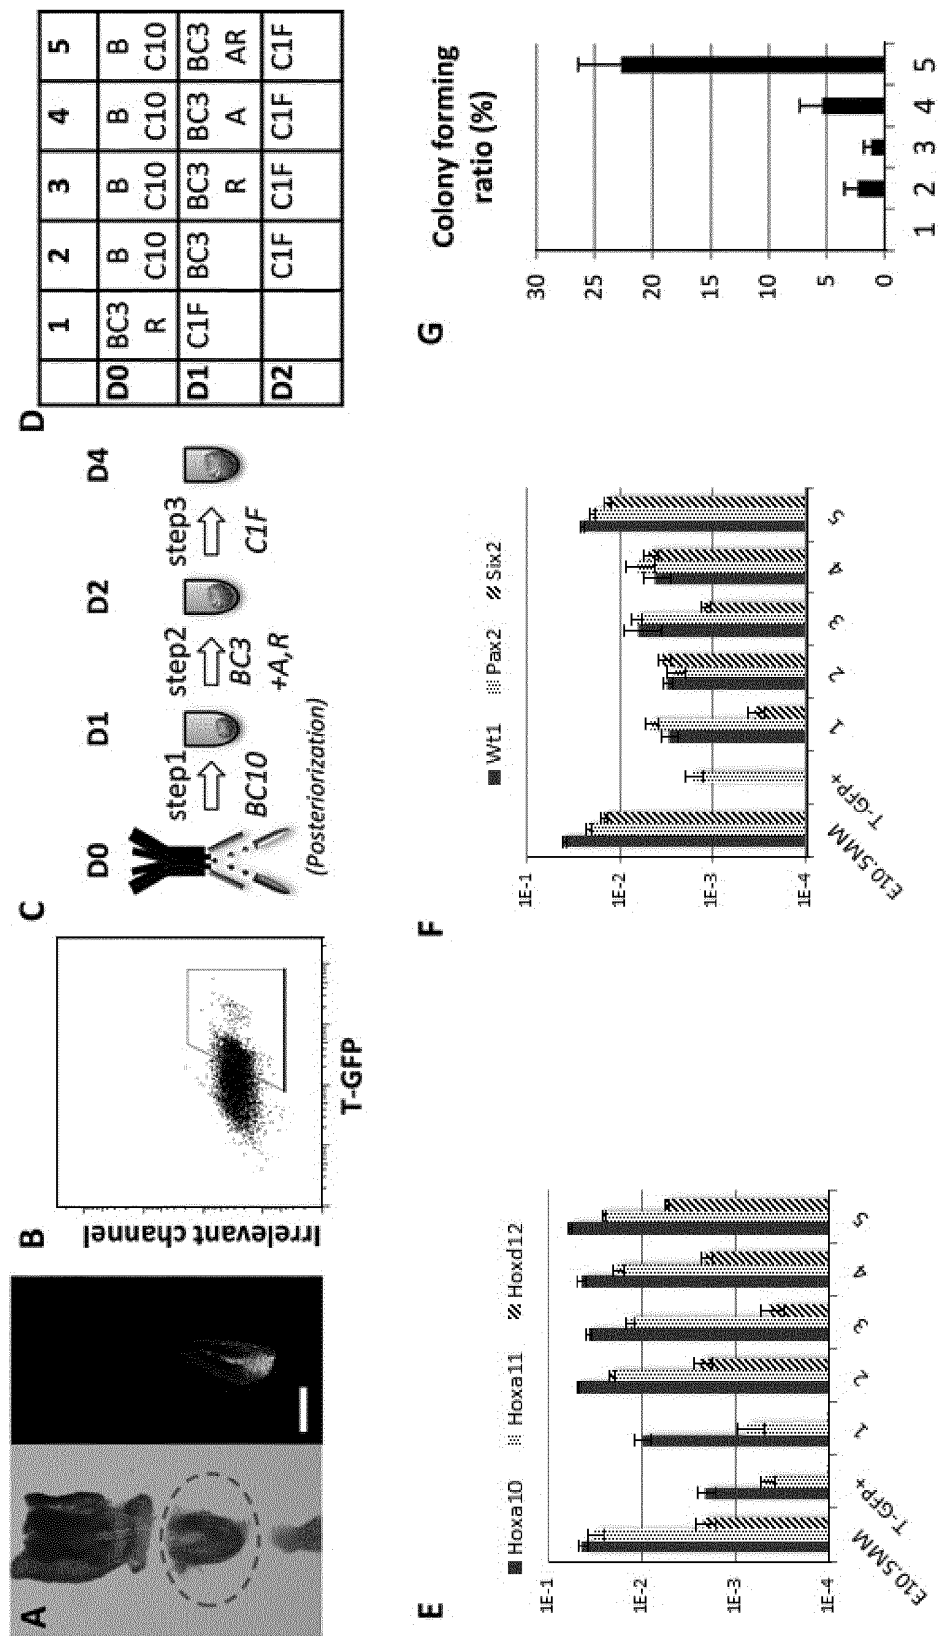 A
B
Irrelevant channel
T-GFP
C
D0
D1
D2
D4
step1
step2
step3
BC10
BC3
+A,R
C1F
(Posteriorization)
D
1 2 3 4 5
D0 BC3 R B C10 B C10 B C10 B C10
D1 C1F BC3 BC3 R BC3 A BC3 AR
D2 C1F C1F C1F C1F
E
Hoxa10 Hoxa11 Hoxd12
1E-1
1E-2
1E-3
1E-4
E10.5MM T-GFP+ 1 2 3 4 5
F
Wt1 Pax2 Six2
1E-1
1E-2
1E-3
1E-4
E10.5MM T-GFP+ 1 2 3 4 5
G
Colony forming
ratio (%)
30
25
20
15
10
5
0
1 2 3 4 5